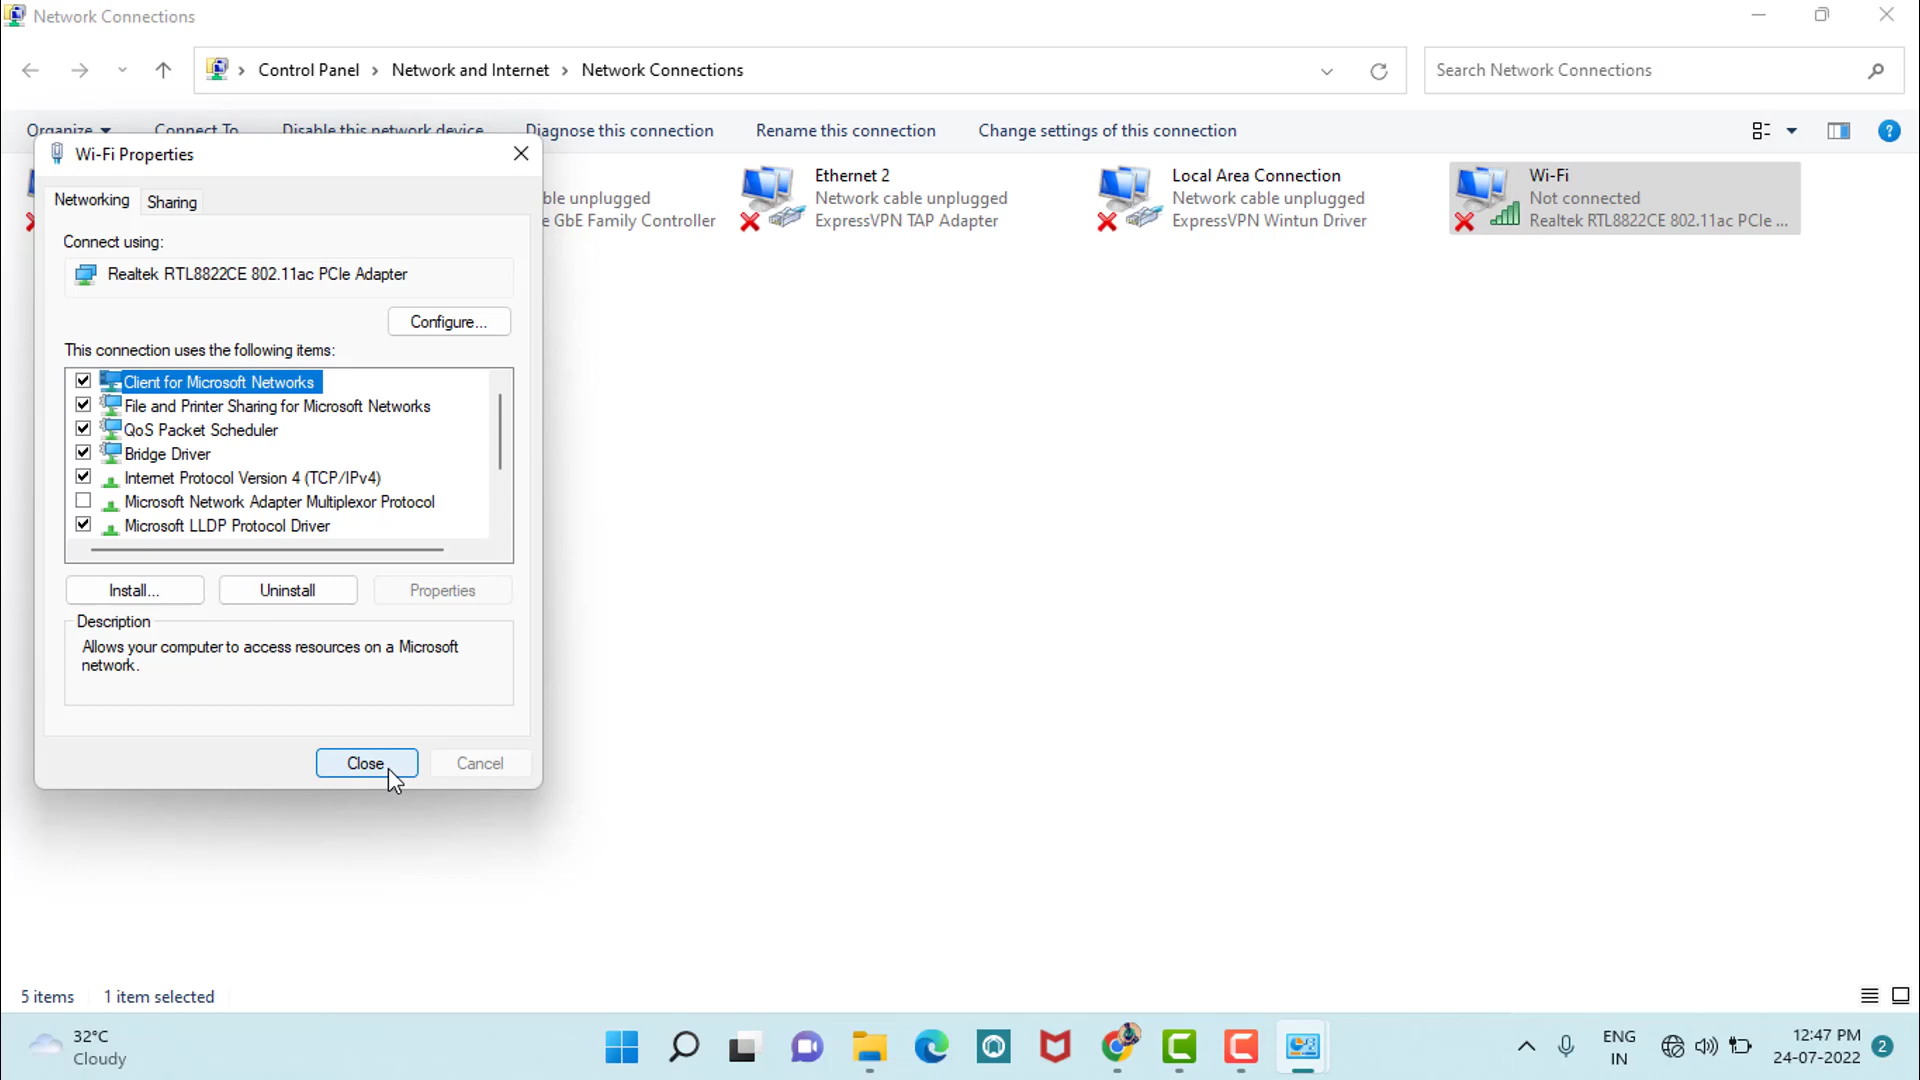 Network Connections
Control Panel > Network and Internet > Network Connections
Search Network Connections
Organize Connect To Disable this network device Diagnose this connection Rename this connection Change settings of this connection
ble unplugged
e GbE Family Controller
Ethernet 2
Network cable unplugged
ExpressVPN TAP Adapter
Local Area Connection
Network cable unplugged
ExpressVPN Wintun Driver
Wi-Fi
Not connected
Realtek RTL8822CE 802.11ac PCIe ...
Wi-Fi Properties
Networking Sharing
Connect using:
Realtek RTL8822CE 802.11ac PCIe Adapter
Configure...
This connection uses the following items:
Client for Microsoft Networks
File and Printer Sharing for Microsoft Networks
QoS Packet Scheduler
Bridge Driver
Internet Protocol Version 4 (TCP/IPv4)
Microsoft Network Adapter Multiplexor Protocol
Microsoft LLDP Protocol Driver
Install... Uninstall Properties
Description
Allows your computer to access resources on a Microsoft
network.
Close Cancel
5 items 1 item selected
32°C
Cloudy
ENG
IN
12:47 PM
24-07-2022
2